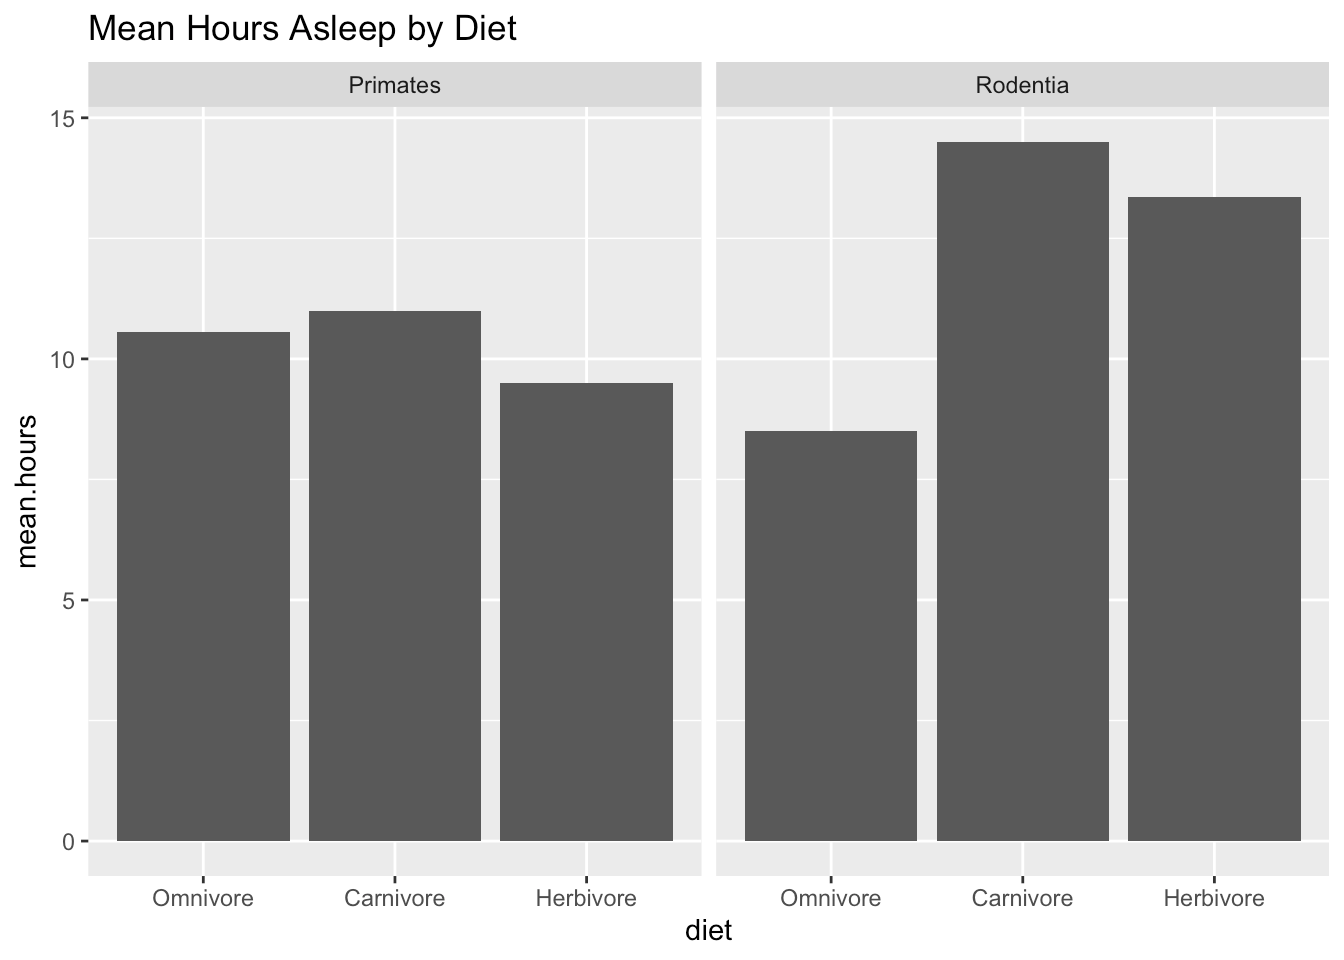 Mean Hours Asleep by Diet
Primates
Rodentia
15
10
5
0
mean.hours
Omnivore Carnivore Herbivore
Omnivore Carnivore Herbivore
diet